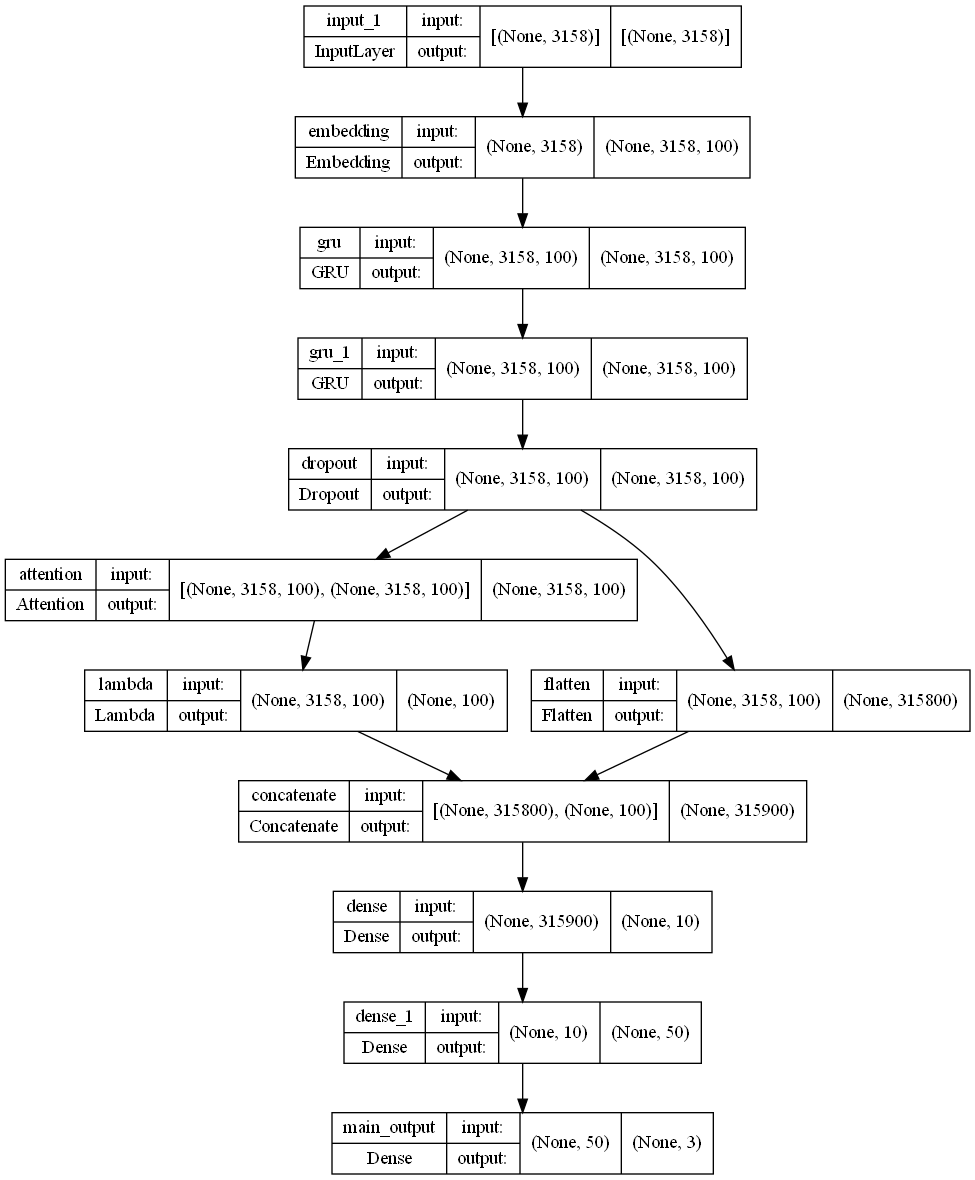 input_1 input: [(None, 3158)] [(None, 3158)]
InputLayer output:
embedding input: (None, 3158) (None, 3158, 100)
Embedding output:
gru input: (None, 3158, 100) (None, 3158, 100)
GRU output:
gru_1 input: (None, 3158, 100) (None, 3158, 100)
GRU output:
dropout input: (None, 3158, 100) (None, 3158, 100)
Dropout output:
attention input: [(None, 3158, 100), (None, 3158, 100)] (None, 3158, 100)
Attention output:
lambda input: (None, 3158, 100) (None, 100)
Lambda output:
flatten input: (None, 3158, 100) (None, 315800)
Flatten output:
concatenate input: [(None, 315800), (None, 100)] (None, 315900)
Concatenate output:
dense input: (None, 315900) (None, 10)
Dense output:
dense_1 input: (None, 10) (None, 50)
Dense output:
main_output input: (None, 50) (None, 3)
Dense output: